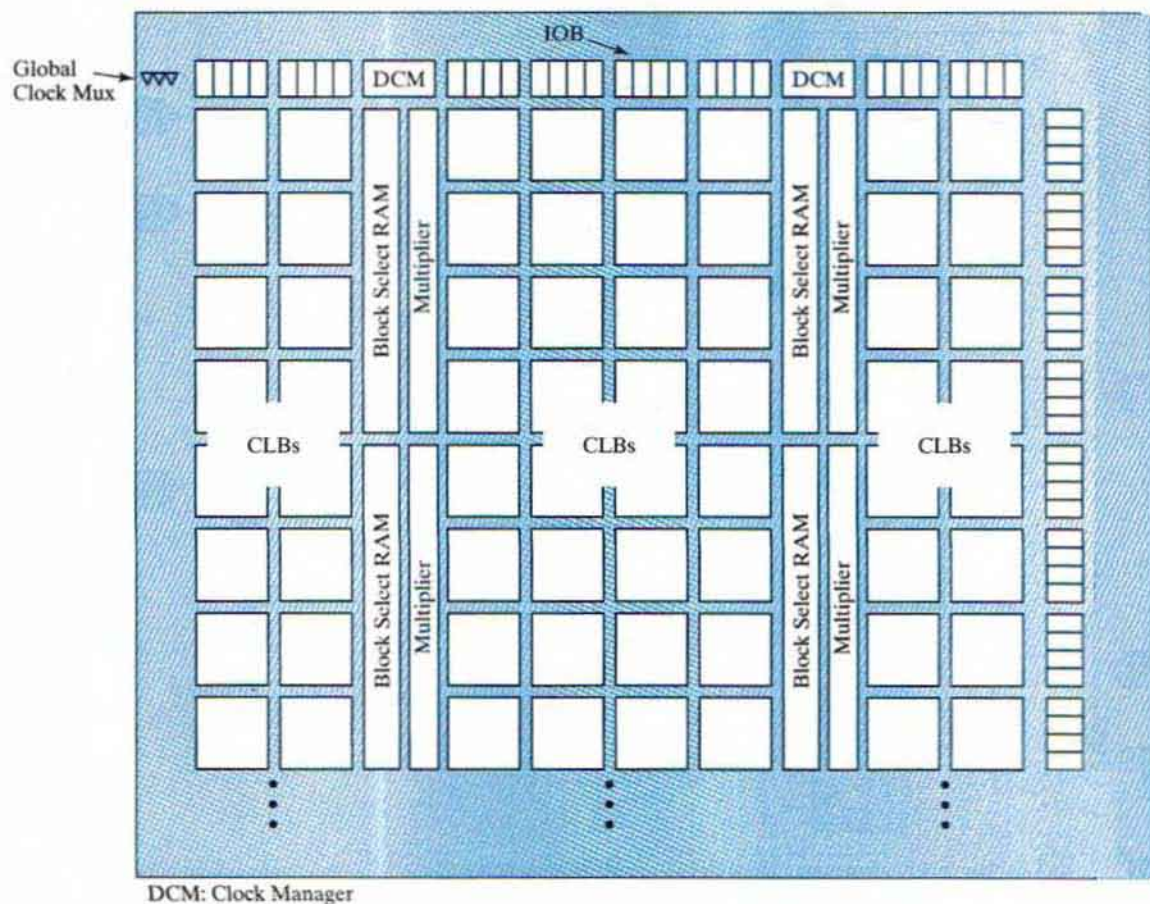 IOB
Global
Clock Mux
DCM
DCM
Block Select RAM
Multiplier
Block Select RAM
Multiplier
CLBs
CLBs
CLBs
Block Select RAM
Multiplier
Block Select RAM
Multiplier
DCM: Clock Manager